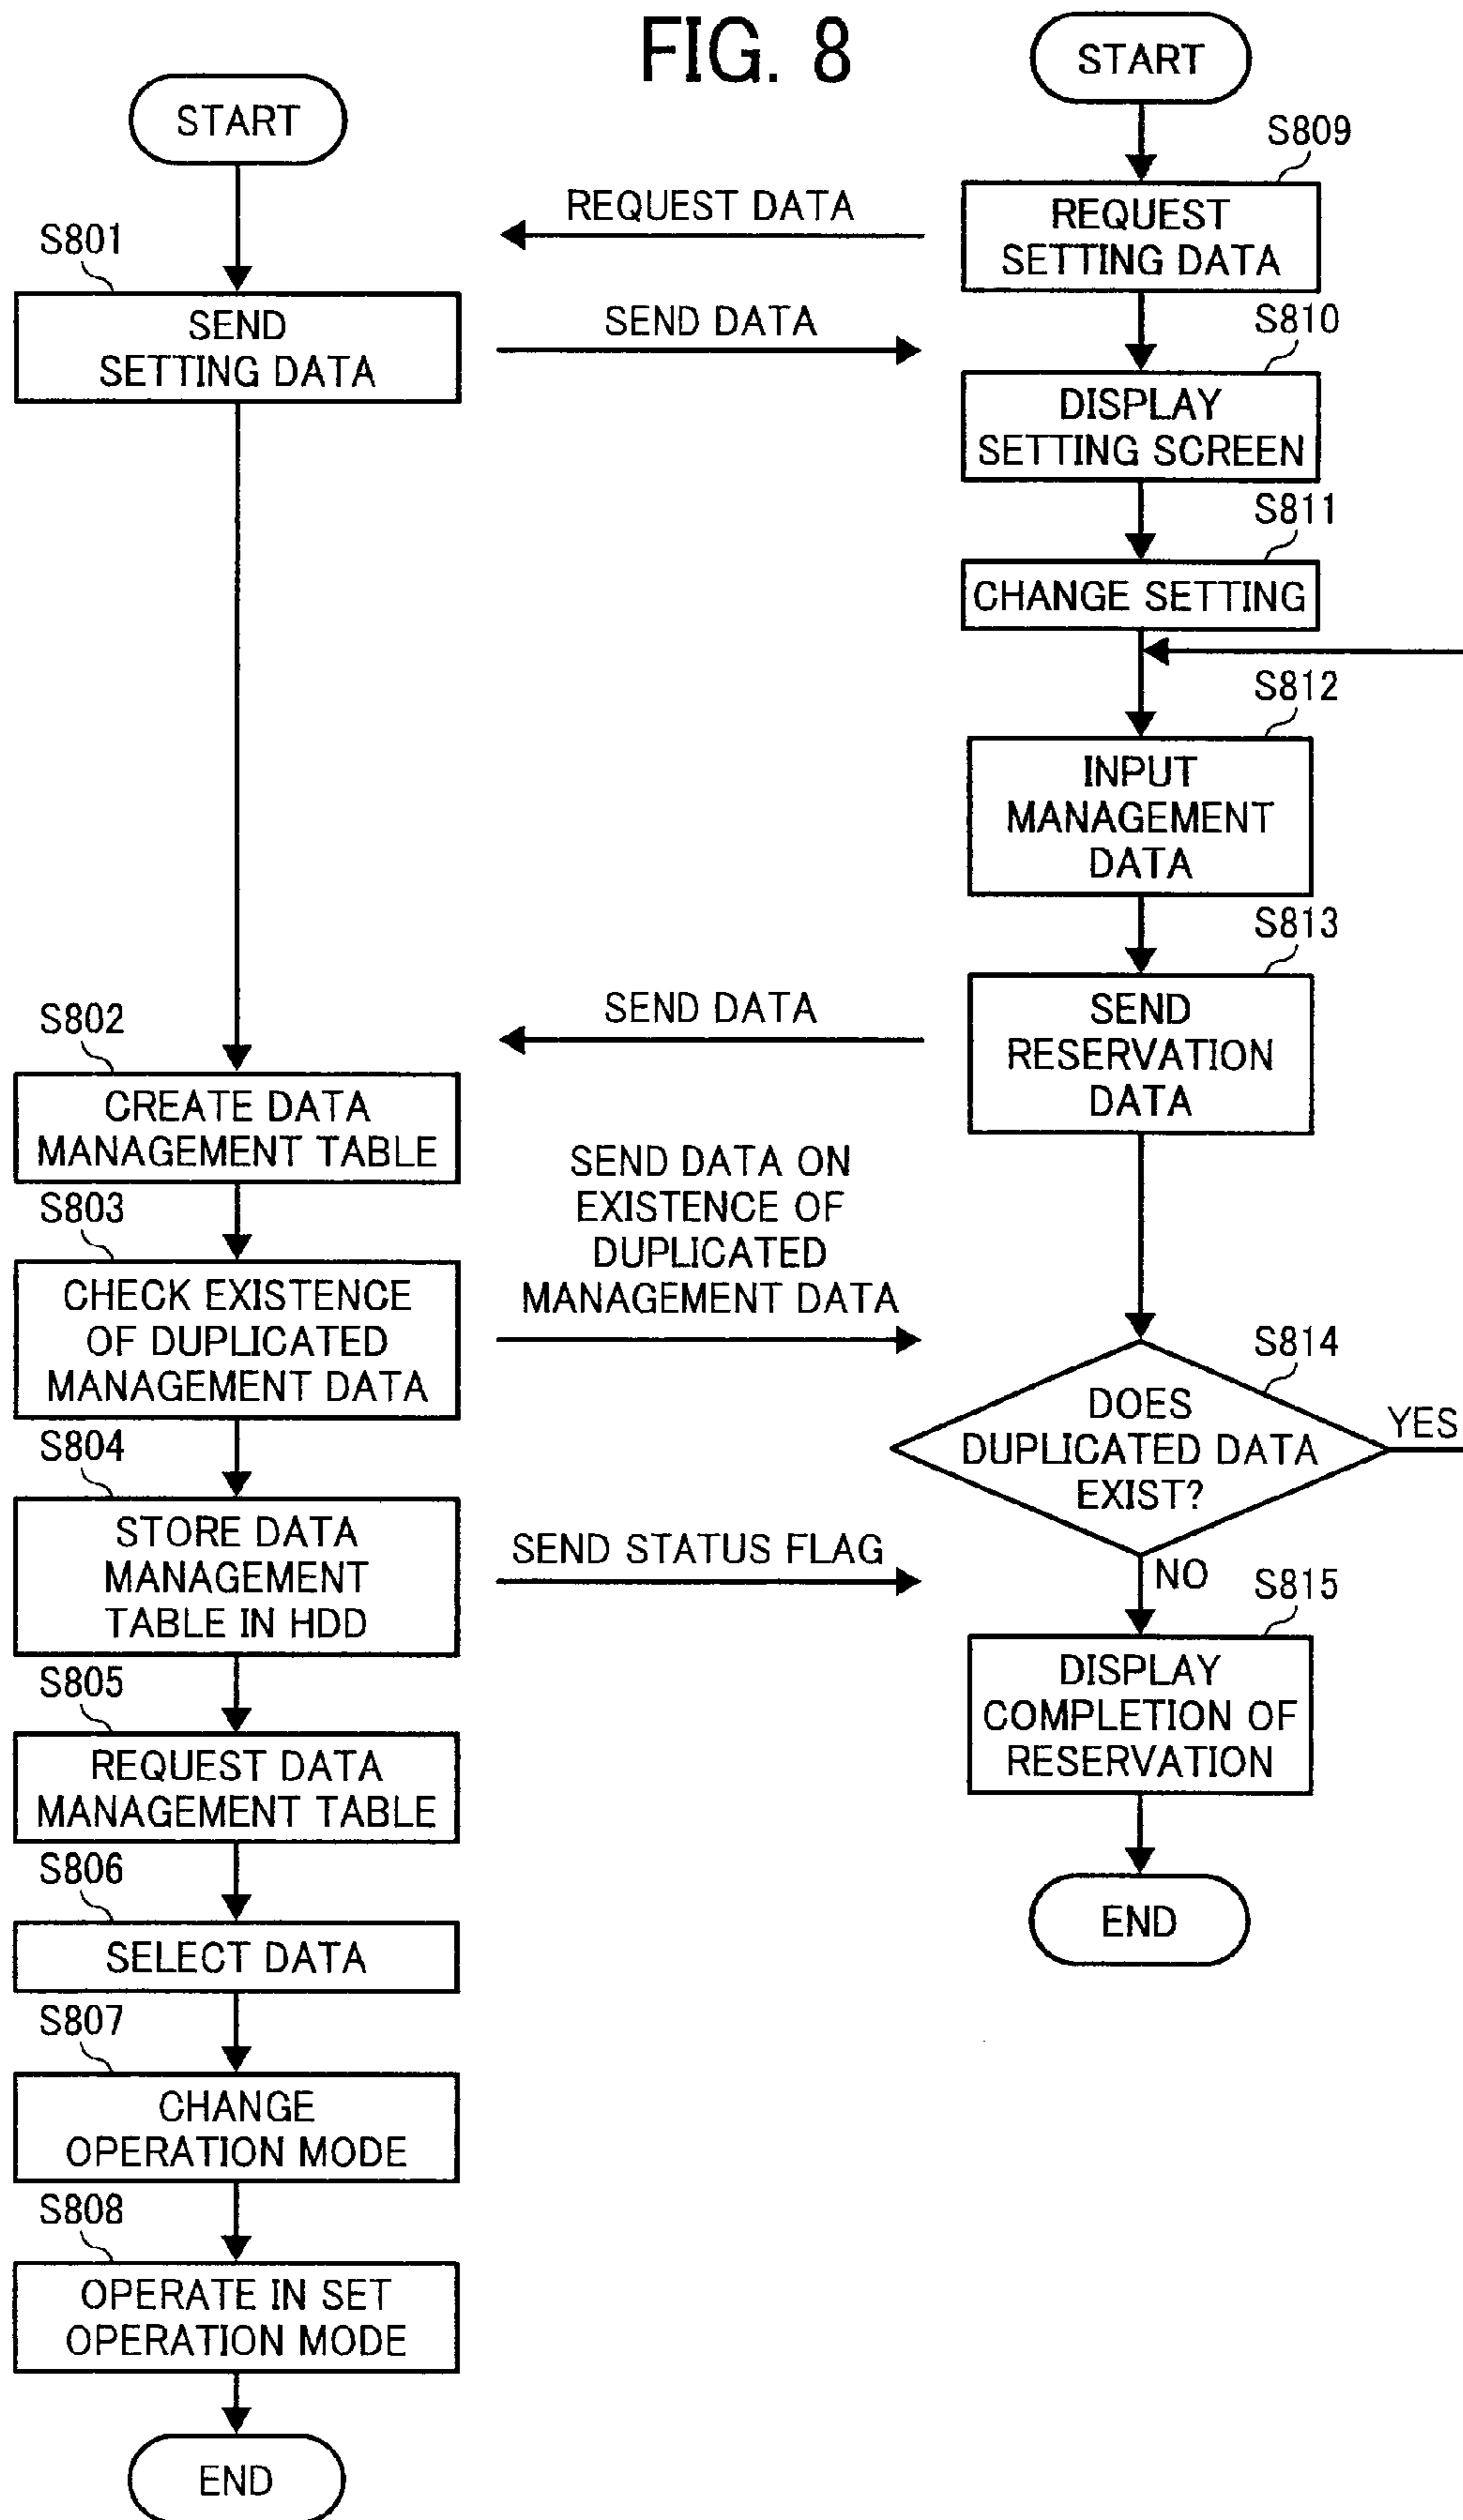 FIG. 8
START
S801
SEND
SETTING DATA
S802
CREATE DATA
MANAGEMENT TABLE
S803
CHECK EXISTENCE
OF DUPLICATED
MANAGEMENT DATA
S804
STORE DATA
MANAGEMENT
TABLE IN HDD
S805
REQUEST DATA
MANAGEMENT TABLE
S806
SELECT DATA
S807
CHANGE
OPERATION MODE
S808
OPERATE IN SET
OPERATION MODE
END
REQUEST DATA
SEND DATA
SEND DATA
SEND DATA ON
EXISTENCE OF
DUPLICATED
MANAGEMENT DATA
SEND STATUS FLAG
START
S809
REQUEST
SETTING DATA
S810
DISPLAY
SETTING SCREEN
S811
CHANGE SETTING
S812
INPUT
MANAGEMENT
DATA
S813
SEND
RESERVATION
DATA
S814
DOES
DUPLICATED DATA
EXIST?
YES
NO
S815
DISPLAY
COMPLETION OF
RESERVATION
END